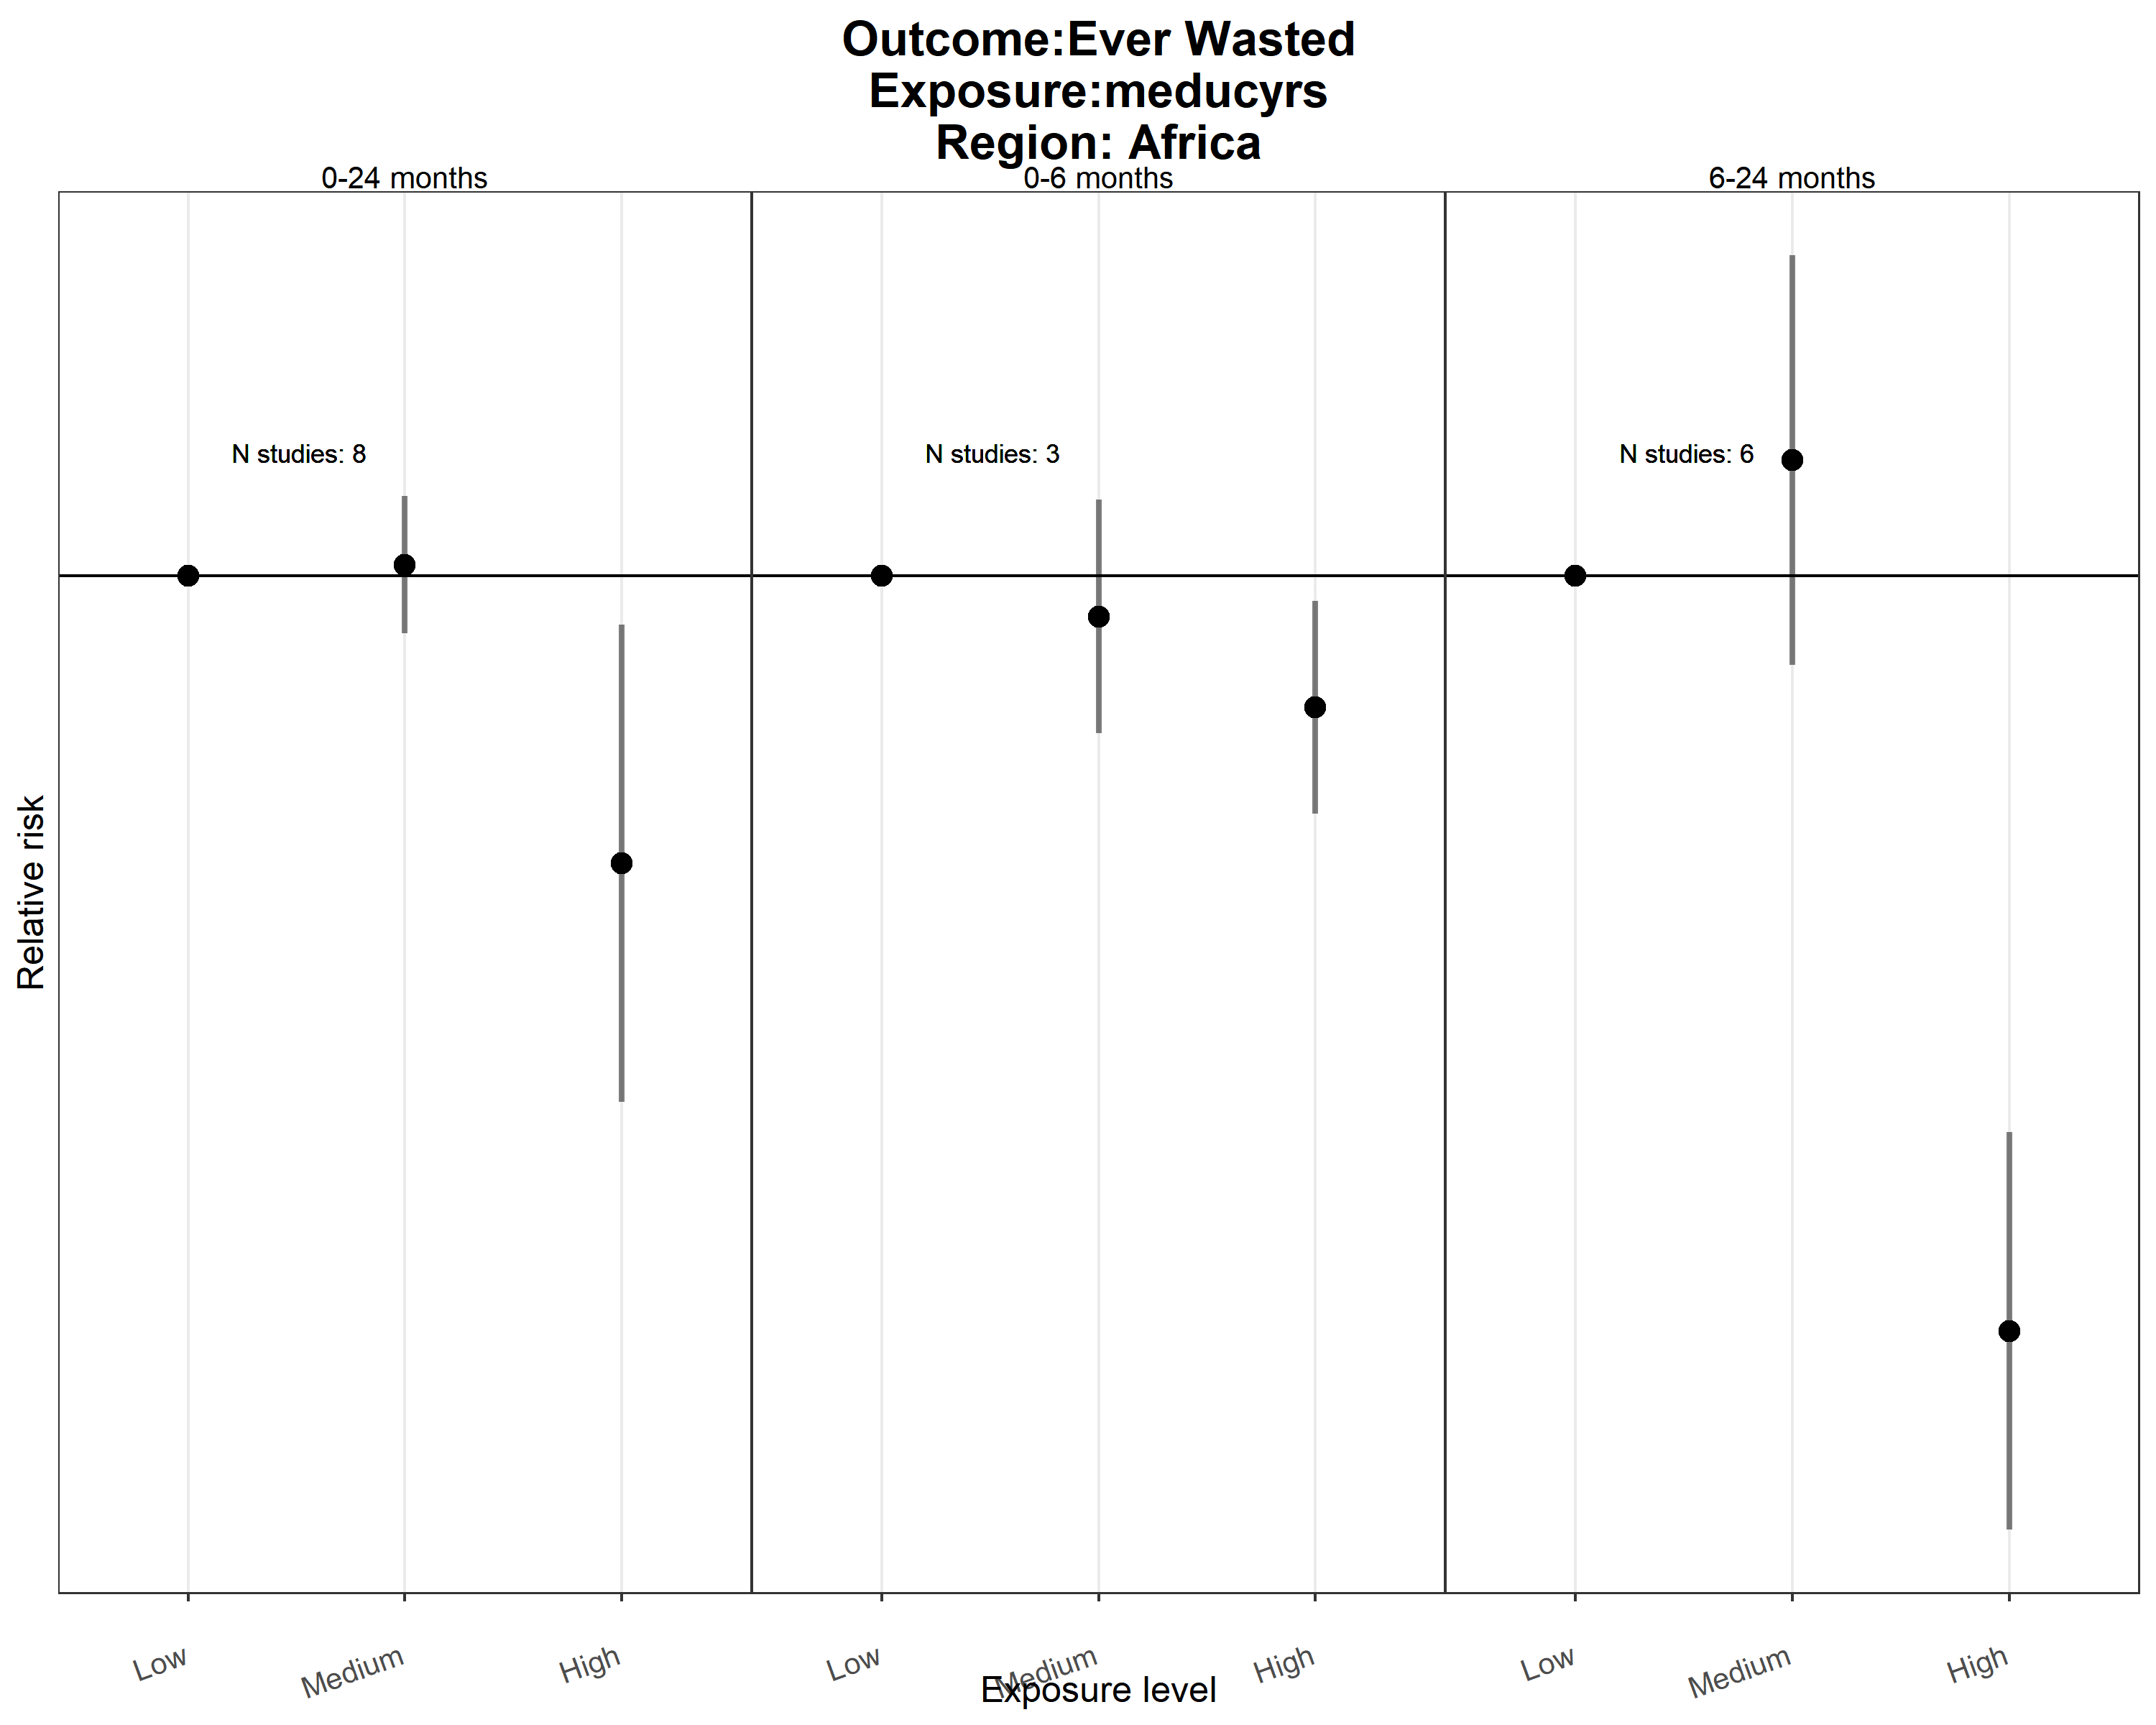 Outcome:Ever Wasted
Exposure:meducyrs
Region: Africa
0-24 months
0-6 months
6-24 months
N studies: 8
N studies: 3
N studies: 6
Relative risk
Low
Medium
High
Low
Medium
High
Low
Medium
High
Exposure level